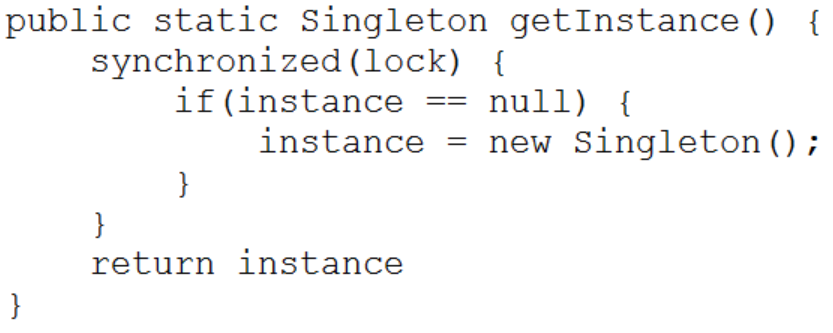 public static Singleton getInstance() {
    synchronized(lock) {
        if(instance == null) {
            instance = new Singleton();
        }
    }
    return instance
}